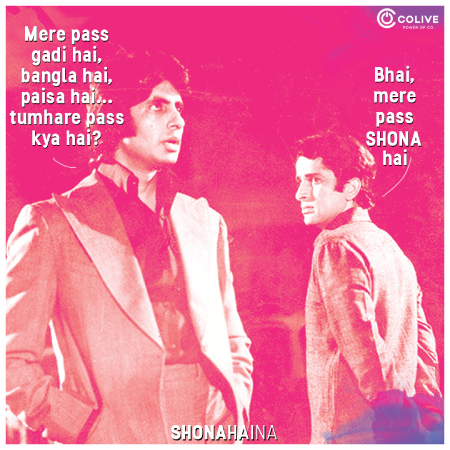 COLIVE
POWER OF CO
Mere pass
gadi hai,
bangla hai,
paisa hai...
tumhare pass
kya hai?
Bhai,
mere
pass
SHONA
hai
SHONAHAINA